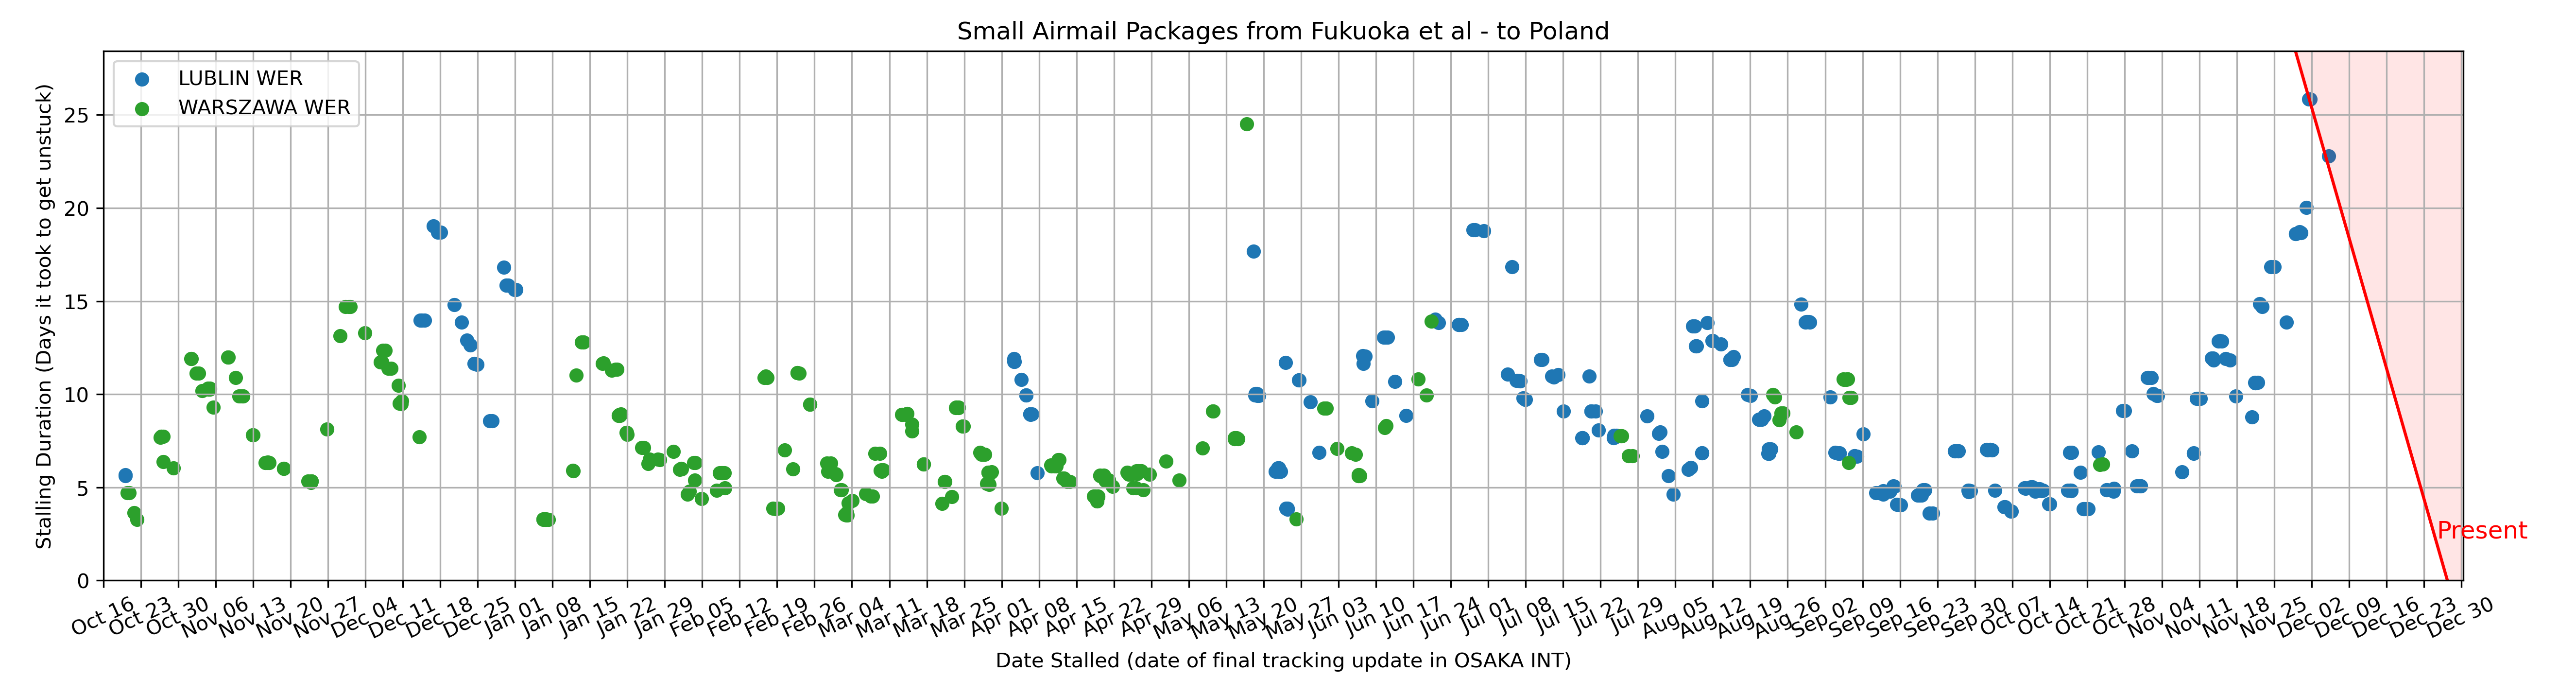 Small Airmail Packages from Fukuoka et al - to Poland
LUBLIN WER
WARSZAWA WER
Stalling Duration (Days it took to get unstuck)
25
20
15
10
5
0
Present
Oct 16
Oct 23
Oct 30
Nov 06
Nov 13
Nov 20
Nov 27
Dec 04
Dec 11
Dec 18
Dec 25
Jan 01
Jan 08
Jan 15
Jan 22
Jan 29
Feb 05
Feb 12
Feb 19
Feb 26
Mar 04
Mar 11
Mar 18
Mar 25
Apr 01
Apr 08
Apr 15
Apr 22
Apr 29
May 06
May 13
May 20
May 27
Jun 03
Jun 10
Jun 17
Jun 24
Jul 01
Jul 08
Jul 15
Jul 22
Jul 29
Aug 05
Aug 12
Aug 19
Aug 26
Sep 02
Sep 09
Sep 16
Sep 23
Sep 30
Oct 07
Oct 14
Oct 21
Oct 28
Nov 04
Nov 11
Nov 18
Nov 25
Dec 02
Dec 09
Dec 16
Dec 23
Dec 30
Date Stalled (date of final tracking update in OSAKA INT)